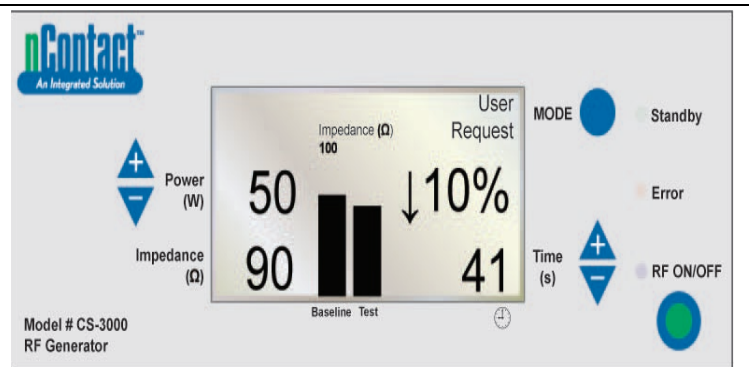 nContact™
An Integrated Solution
User
Request
Impedance (Ω)
100
MODE
Standby
+
−
Power
(W)
50
↓10%
Error
Impedance
(Ω)
90
41
Time
(s)
+
−
RF ON/OFF
Baseline Test
Model # CS-3000
RF Generator